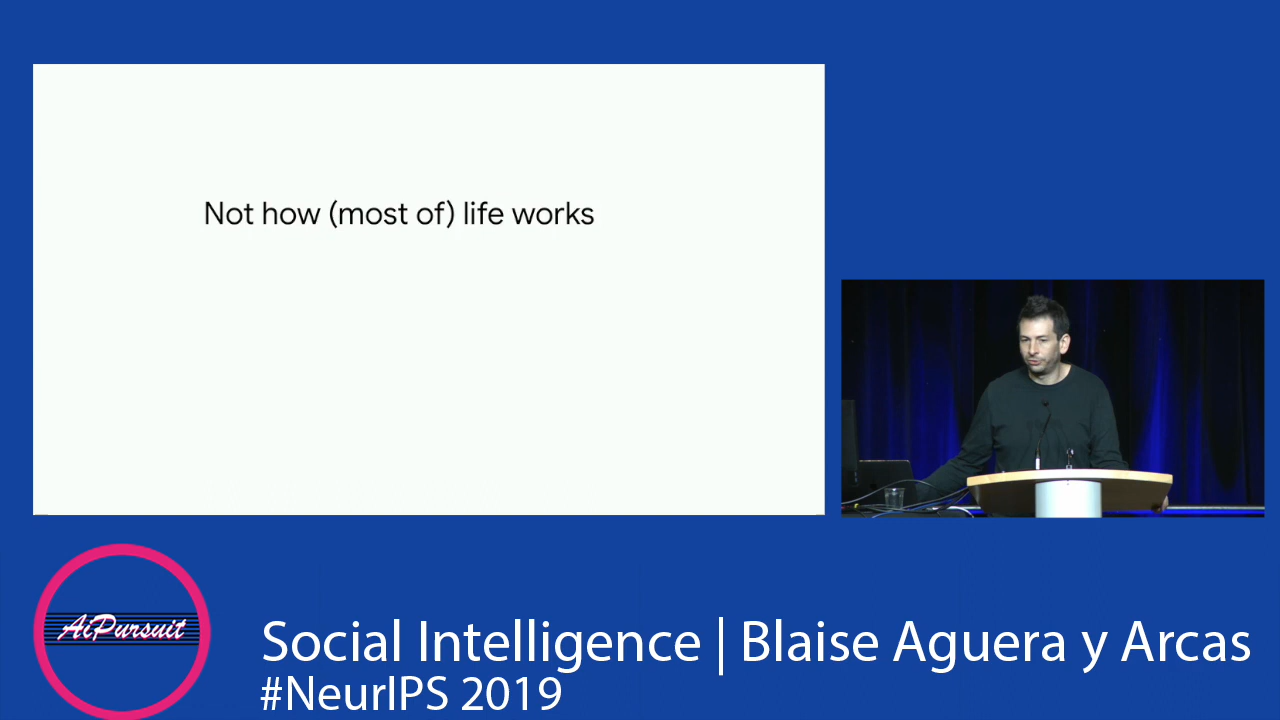 Not how (most of) life works
AiPursuit
Social Intelligence | Blaise Aguera y Arcas
#NeurIPS 2019